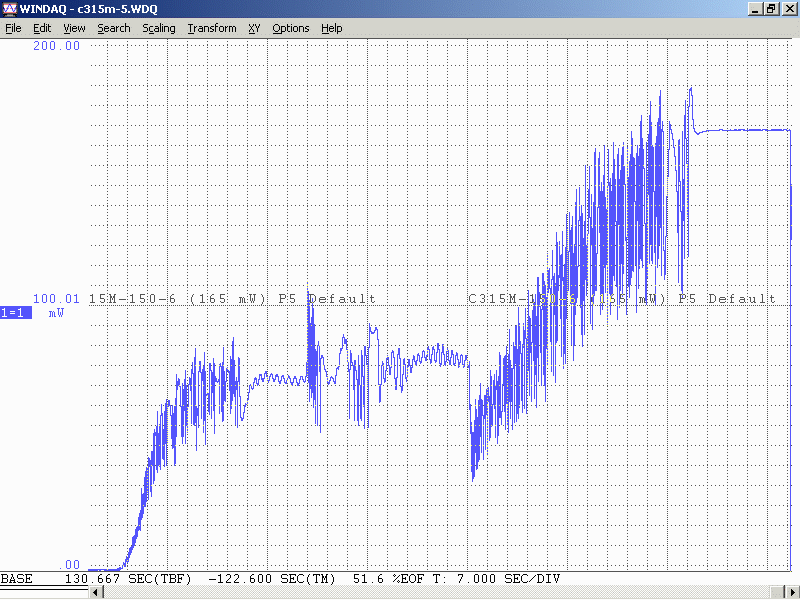 WINDAQ - c315m-5.WDQ
File Edit View Search Scaling Transform XY Options Help
200.00
100.01 15M-150-6 (165 mW) P5 Default C315M-15M-6 (165 mW) P5 Default
1=1 mW
.00
BASE 130.667 SEC(TBF) -122.600 SEC(TM) 51.6 %EOF T: 7.000 SEC/DIV